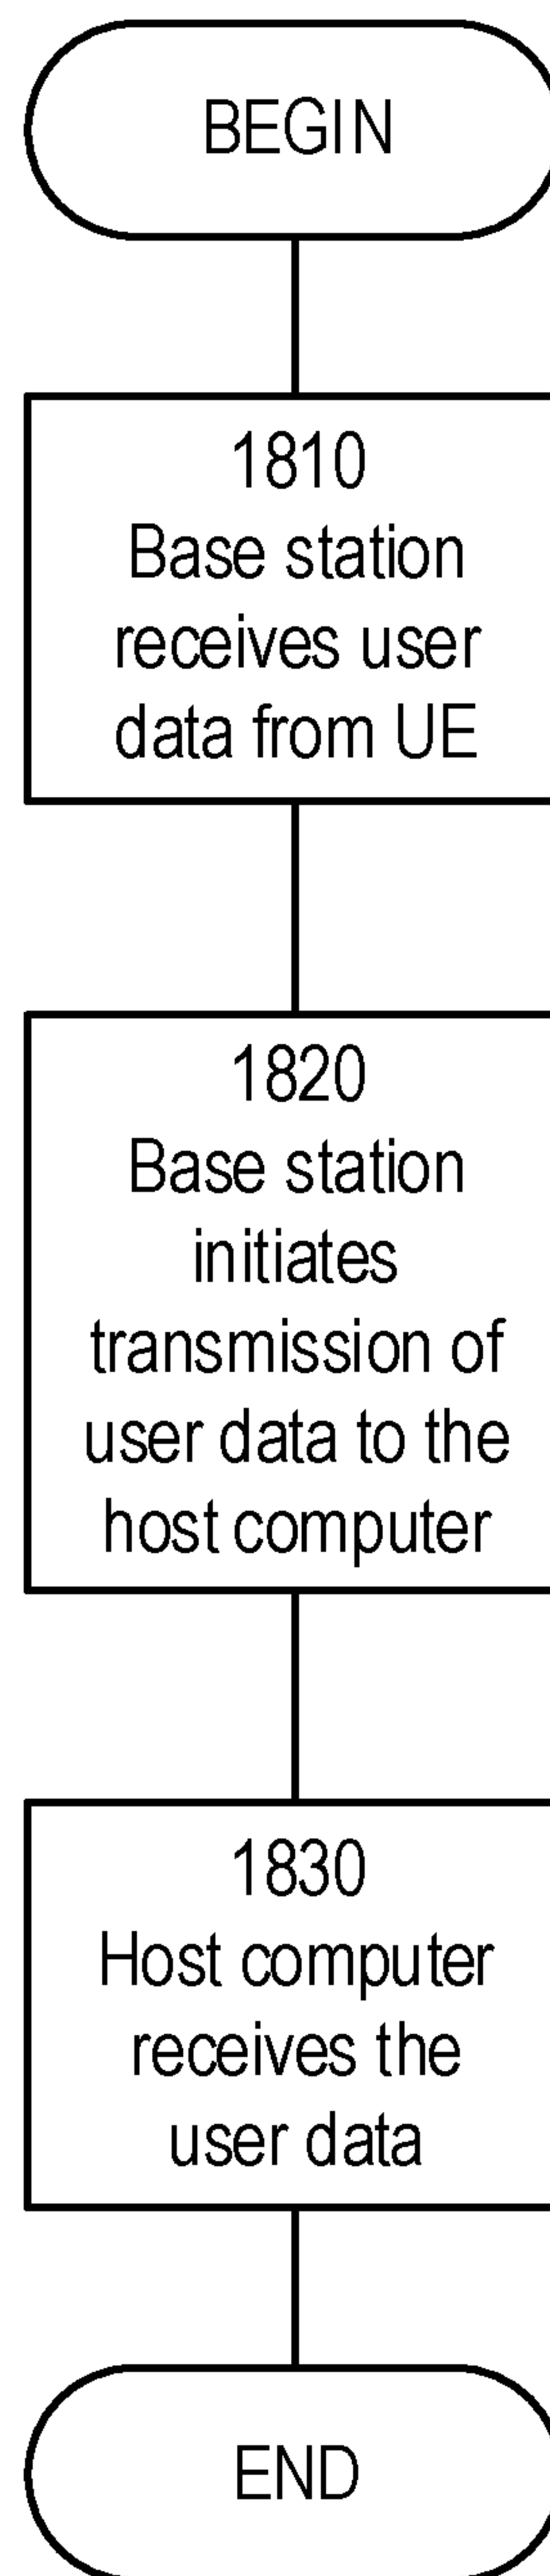 BEGIN
1810
Base station
receives user
data from UE
1820
Base station
initiates
transmission of
user data to the
host computer
1830
Host computer
receives the
user data
END